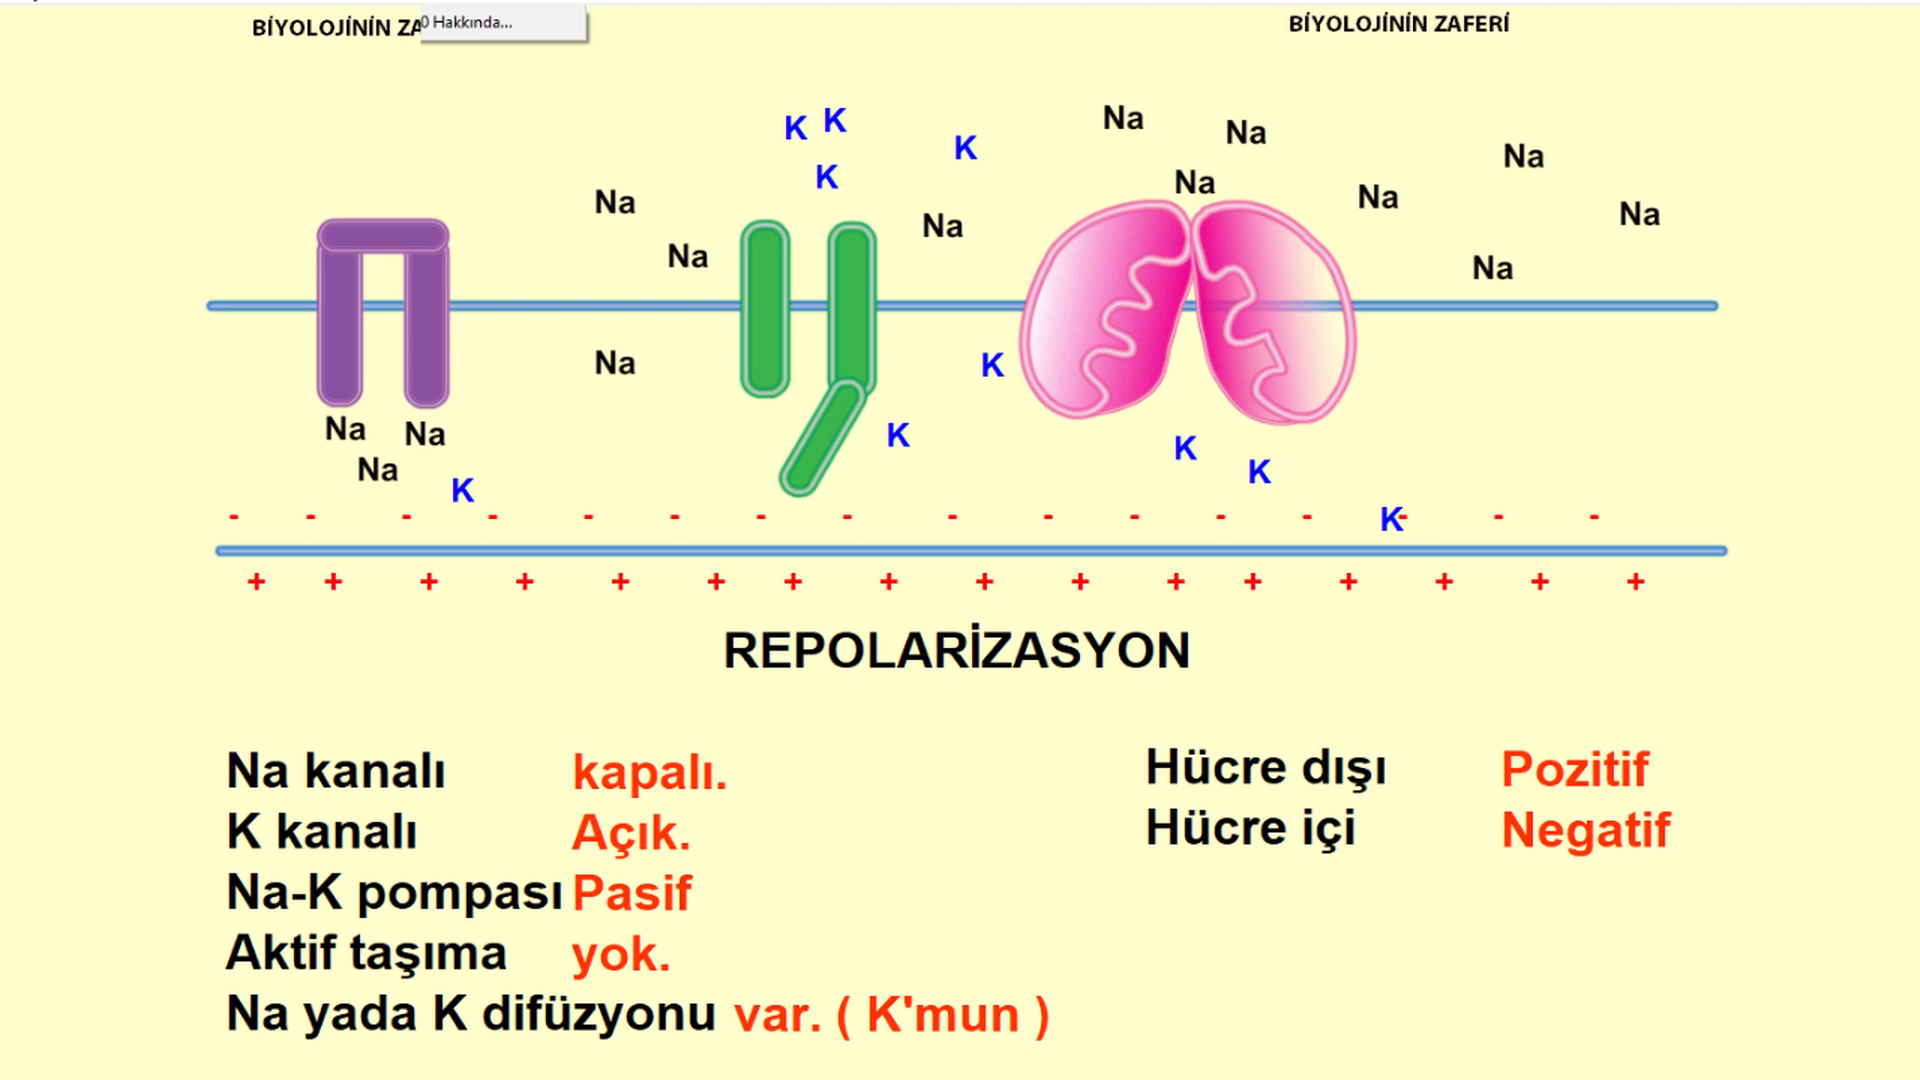 BİYOLOJİNİN ZA
0 Hakkında...
BİYOLOJİNİN ZAFERİ
K K
K
K
Na
Na
Na
Na
Na
Na
Na
Na
Na
Na
Na
K
K
Na Na
Na
K
K
K
K
- - - - - - - - - - - - - - - -
+ + + + + + + + + + + + + + + +
REPOLARİZASYON
Na kanalı kapalı.
K kanalı Açık.
Na-K pompası Pasif
Aktif taşıma yok.
Na yada K difüzyonu var. ( K'mun )
Hücre dışı Pozitif
Hücre içi Negatif